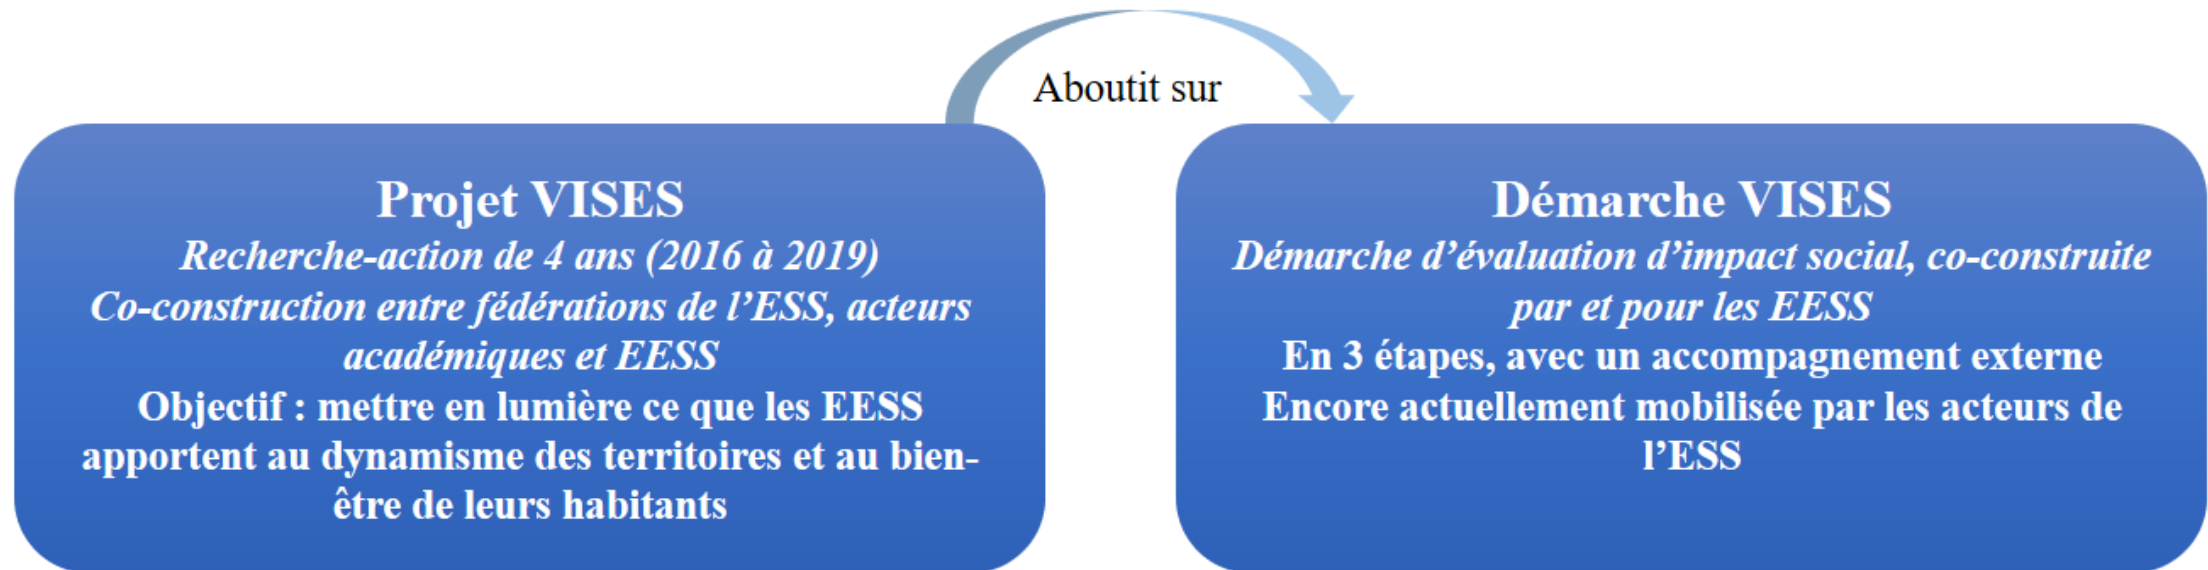 Aboutit sur
Projet VISES
Recherche-action de 4 ans (2016 à 2019)
Co-construction entre fédérations de l’ESS, acteurs
académiques et EESS
Objectif : mettre en lumière ce que les EESS
apportent au dynamisme des territoires et au bien-
être de leurs habitants
Démarche VISES
Démarche d’évaluation d’impact social, co-construite
par et pour les EESS
En 3 étapes, avec un accompagnement externe
Encore actuellement mobilisée par les acteurs de
l’ESS